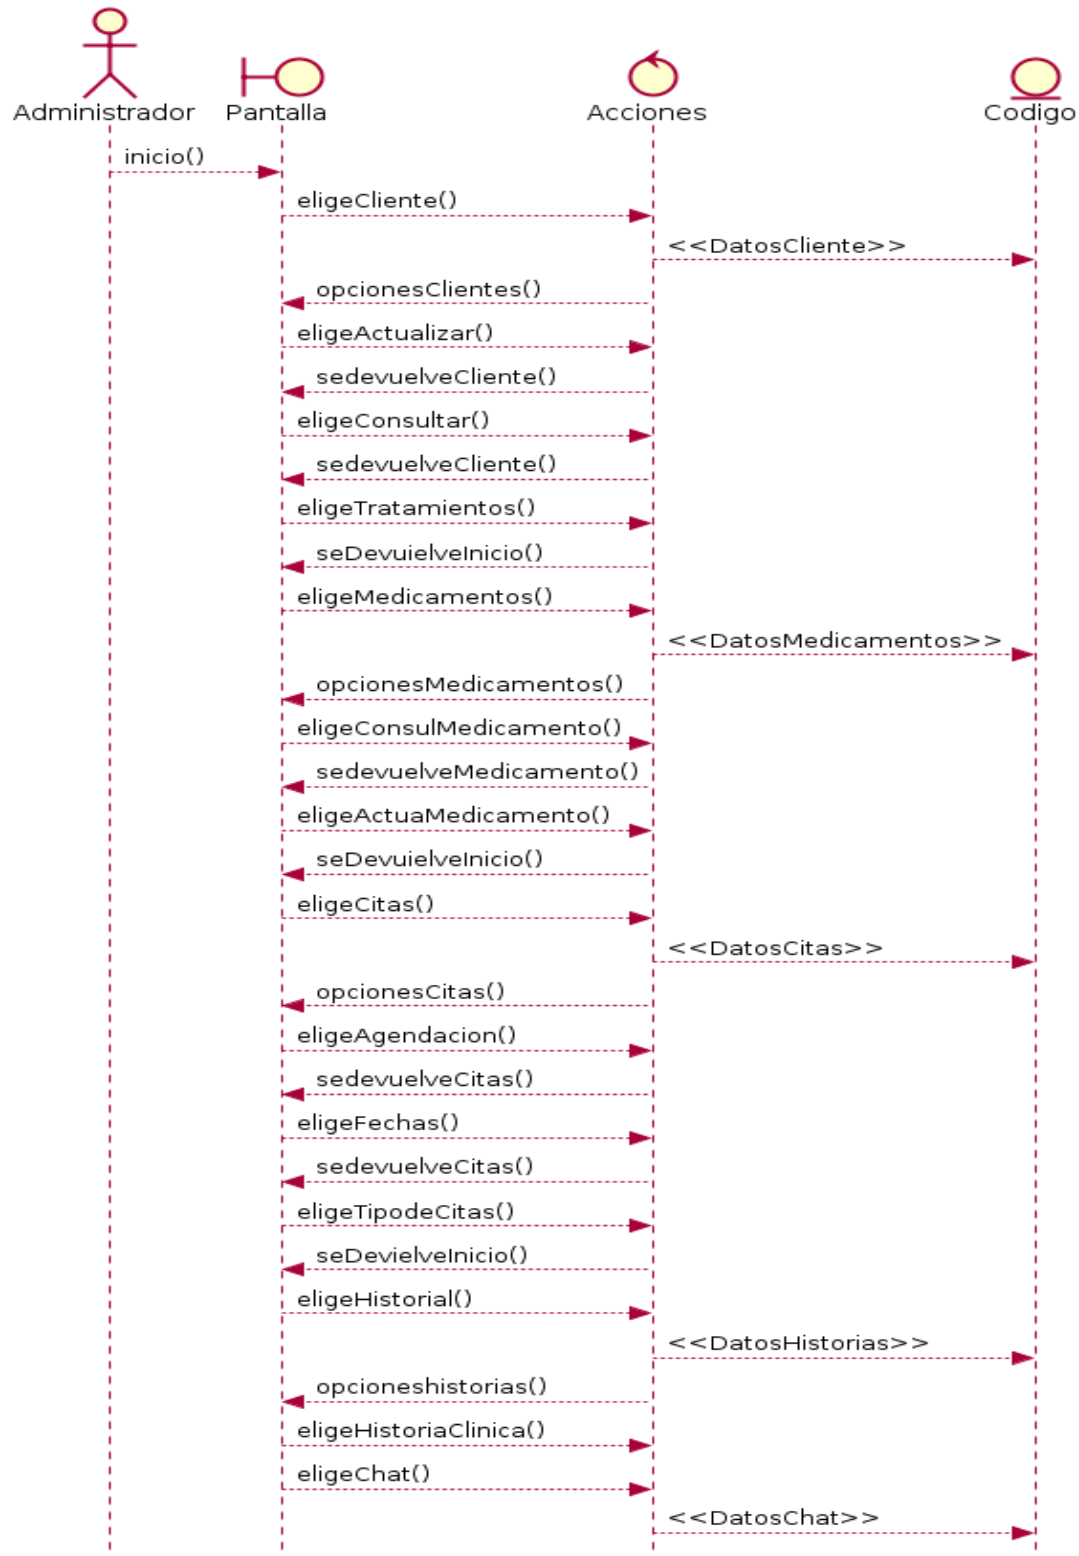 Administrador Pantalla Acciones Codigo
inicio()
eligeCliente()
<<DatosCliente>>
opcionesClientes()
eligeActualizar()
sedevuelveCliente()
eligeConsultar()
sedevuelveCliente()
eligeTratamientos()
seDevuielveInicio()
eligeMedicamentos()
<<DatosMedicamentos>>
opcionesMedicamentos()
eligeConsulMedicamento()
sedevuelveMedicamento()
eligeActuaMedicamento()
seDevuielveInicio()
eligeCitas()
<<DatosCitas>>
opcionesCitas()
eligeAgendacion()
sedevuelveCitas()
eligeFechas()
sedevuelveCitas()
eligeTipodeCitas()
seDevielveInicio()
eligeHistorial()
<<DatosHistorias>>
opcioneshistorias()
eligeHistoriaClinica()
eligeChat()
<<DatosChat>>